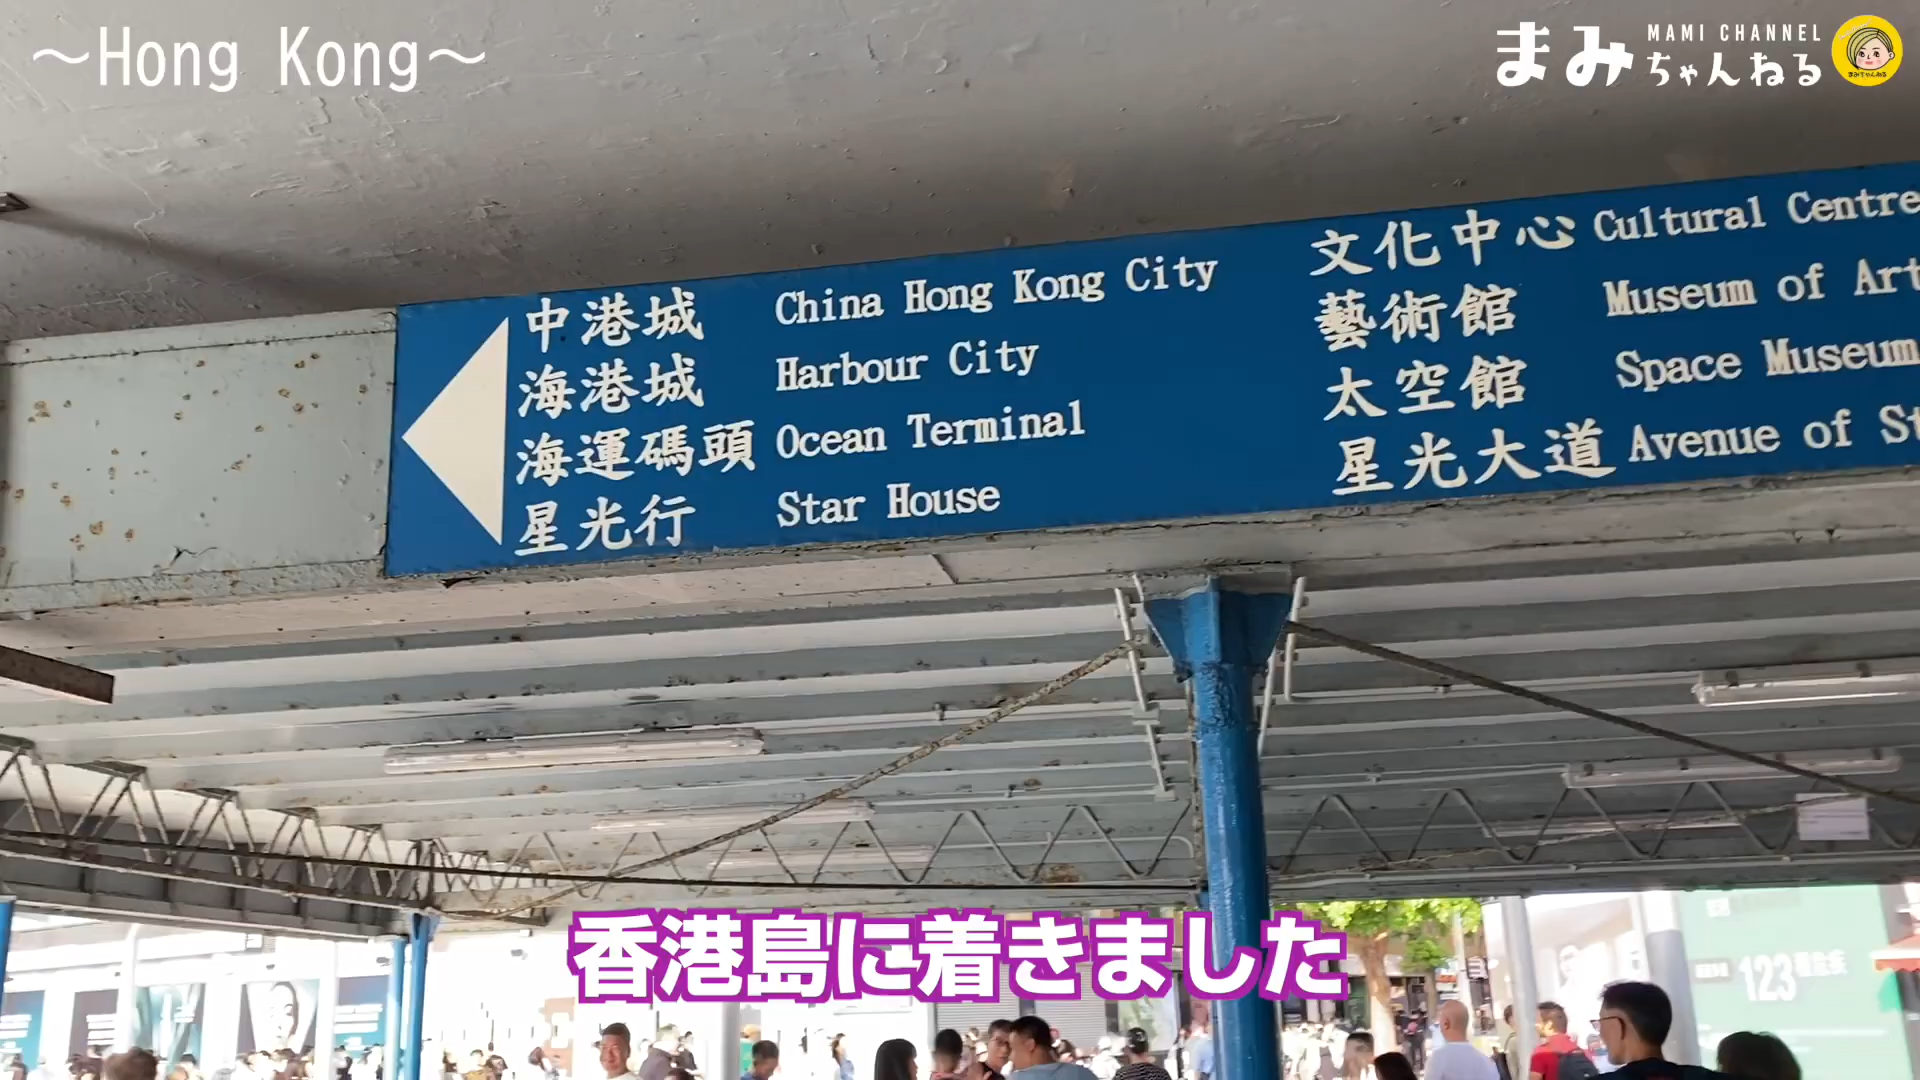 ～Hong Kong～
まみ
MAMI CHANNEL
ちゃんねる
中港城 China Hong Kong City
海港城 Harbour City
海運碼頭 Ocean Terminal
星光行 Star House
文化中心 Cultural Centre
藝術館 Museum of Art
太空館 Space Museum
星光大道 Avenue of St
123
香港島に着きました